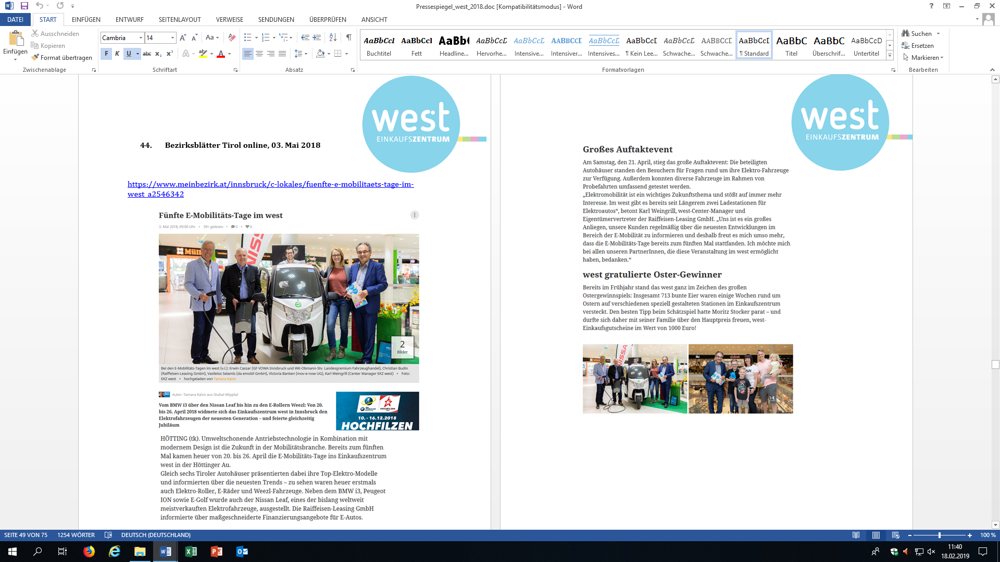 Pressespiegel_west_2018.doc [Kompatibilitätsmodus] - Word
DATEI START EINFÜGEN ENTWURF SEITENLAYOUT VERWEISE SENDUNGEN ÜBERPRÜFEN ANSICHT
Einfügen
Ausschneiden
Kopieren
Format übertragen
Zwischenablage
Cambria 14
Schriftart
Absatz
AaBbCcI AaBbCcI AaBb( AaBbCcD AaBbCcD AABBCCD AaBbCcD AaBbCcI AaBbCcD AABBCCD AaBbCcI AaBbC AaBbC AaBbCcD
Buchtitel Fett Headline... Hervorhe... Intensive... Intensiver... Intensives... ¶ Kein Lee... Schwache... Schwache... ¶ Standard Titel Überschrif... Untertitel
Formatvorlagen
Suchen
Ersetzen
Markieren
Bearbeiten
west
EINKAUFSZENTRUM
44. Bezirksblätter Tirol online, 03. Mai 2018
https://www.meinbezirk.at/innsbruck/c-lokales/fuenfte-e-mobilitaets-tage-im-
west_a2546342
Fünfte E-Mobilitäts-Tage im west
3. Mai 2018, 09:00 Uhr • 39× gelesen • 0 • 0
Müll
NISSA
2
Bilder
Bei den E-Mobilitäts-Tagen im west (v.l.): Erwin Cassar (GF VOWA Innsbruck und WK-Obmann-Stv. Landesgremium Fahrzeughandel), Christian Budin
(Raiffeisen-Leasing GmbH), Vasileios Selamis (da emobil GmbH), Victoria Banken (mov-e-now UG), Karl Weingrill (Center Manager EKZ west) • Foto:
EKZ west • hochgeladen von Tamara Kainz
Autor: Tamara Kainz aus Stubai-Wipptal
Vom BMW i3 über den Nissan Leaf bis hin zu den E-Rollern Weezl: Von 20.
bis 26. April 2018 widmete sich das Einkaufszentrum west in Innsbruck den
Elektrofahrzeugen der neuesten Generation – und feierte gleichzeitig
Jubiläum
10. - 16.12.2018
HOCHFILZEN
HÖTTING (tk). Umweltschonende Antriebstechnologie in Kombination mit
modernem Design ist die Zukunft in der Mobilitätsbranche. Bereits zum fünften
Mal kamen heuer von 20. bis 26. April die E-Mobilitäts-Tage ins Einkaufszentrum
west in der Höttinger Au.
Gleich sechs Tiroler Autohäuser präsentierten dabei ihre Top-Elektro-Modelle
und informierten über die neuesten Trends – zu sehen waren heuer erstmals
auch Elektro-Roller, E-Räder und Weezl-Fahrzeuge. Neben dem BMW i3, Peugeot
ION sowie E-Golf wurde auch der Nissan Leaf, eines der bislang weltweit
meistverkauften Elektrofahrzeuge, ausgestellt. Die Raiffeisen-Leasing GmbH
informierte über maßgeschneiderte Finanzierungsangebote für E-Autos.
west
EINKAUFSZENTRUM
Großes Auftaktevent
Am Samstag, den 21. April, stieg das große Auftaktevent: Die beteiligten
Autohäuser standen den Besuchern für Fragen rund um ihre Elektro-Fahrzeuge
zur Verfügung. Außerdem konnten diverse Fahrzeuge im Rahmen von
Probefahrten umfassend getestet werden.
„Elektromobilität ist ein wichtiges Zukunftsthema und stößt auf immer mehr
Interesse. Im west gibt es bereits seit Längerem zwei Ladestationen für
Elektroautos“, betont Karl Weingrill, west-Center-Manager und
Eigentümervertreter der Raiffeisen-Leasing GmbH. „Uns ist es ein großes
Anliegen, unsere Kunden regelmäßig über die neuesten Entwicklungen im
Bereich der E-Mobilität zu informieren und deshalb freut es mich umso mehr,
dass die E-Mobilitäts-Tage bereits zum fünften Mal stattfanden. Ich möchte mich
bei allen unseren PartnerInnen, die diese Veranstaltung im west ermöglicht
haben, bedanken.“
west gratulierte Oster-Gewinner
Bereits im Frühjahr stand das west ganz im Zeichen des großen
Ostergewinnspiels: Insgesamt 713 bunte Eier waren einige Wochen rund um
Ostern auf verschiedenen speziell gestalteten Stationen im Einkaufszentrum
versteckt. Den besten Tipp beim Schätzspiel hatte Moritz Stocker parat – und
durfte sich daher mit seiner Familie über den Hauptpreis freuen, west-
Einkaufsgutscheine im Wert von 1000 Euro!
SEITE 49 VON 75 1254 WÖRTER DEUTSCH (DEUTSCHLAND) 100 %
11:40
18.02.2019